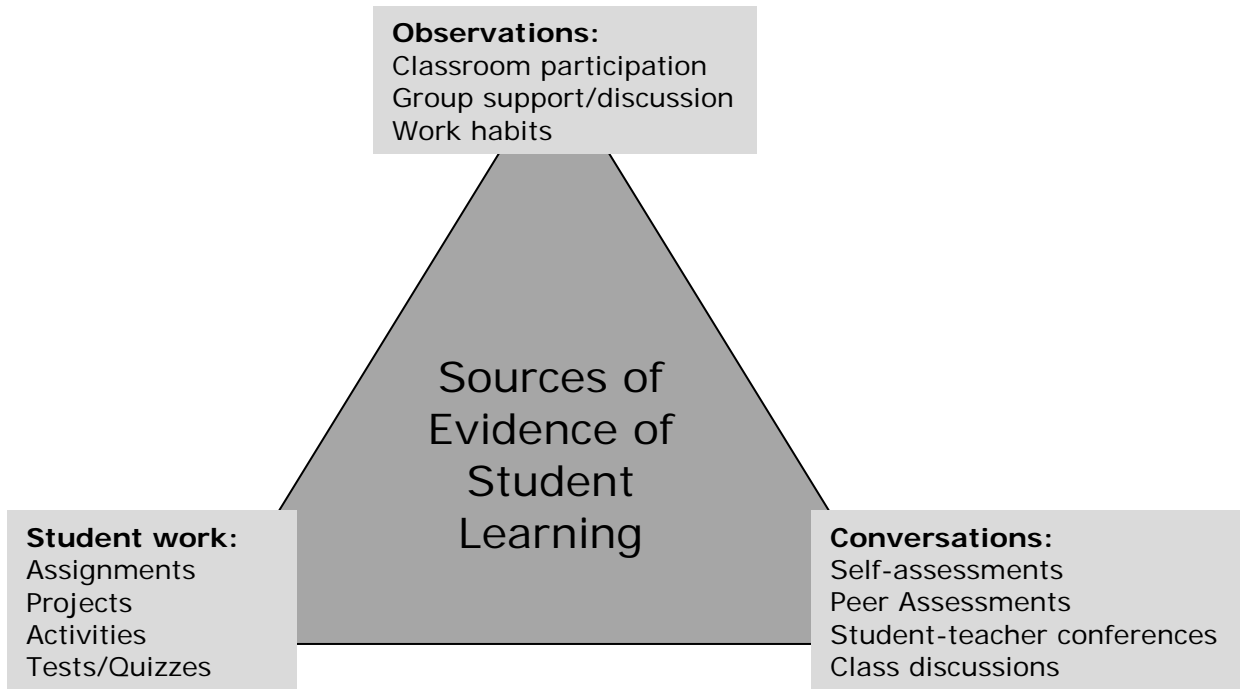 Observations:
Classroom participation
Group support/discussion
Work habits
Sources of
Evidence of
Student
Learning
Student work:
Assignments
Projects
Activities
Tests/Quizzes
Conversations:
Self-assessments
Peer Assessments
Student-teacher conferences
Class discussions